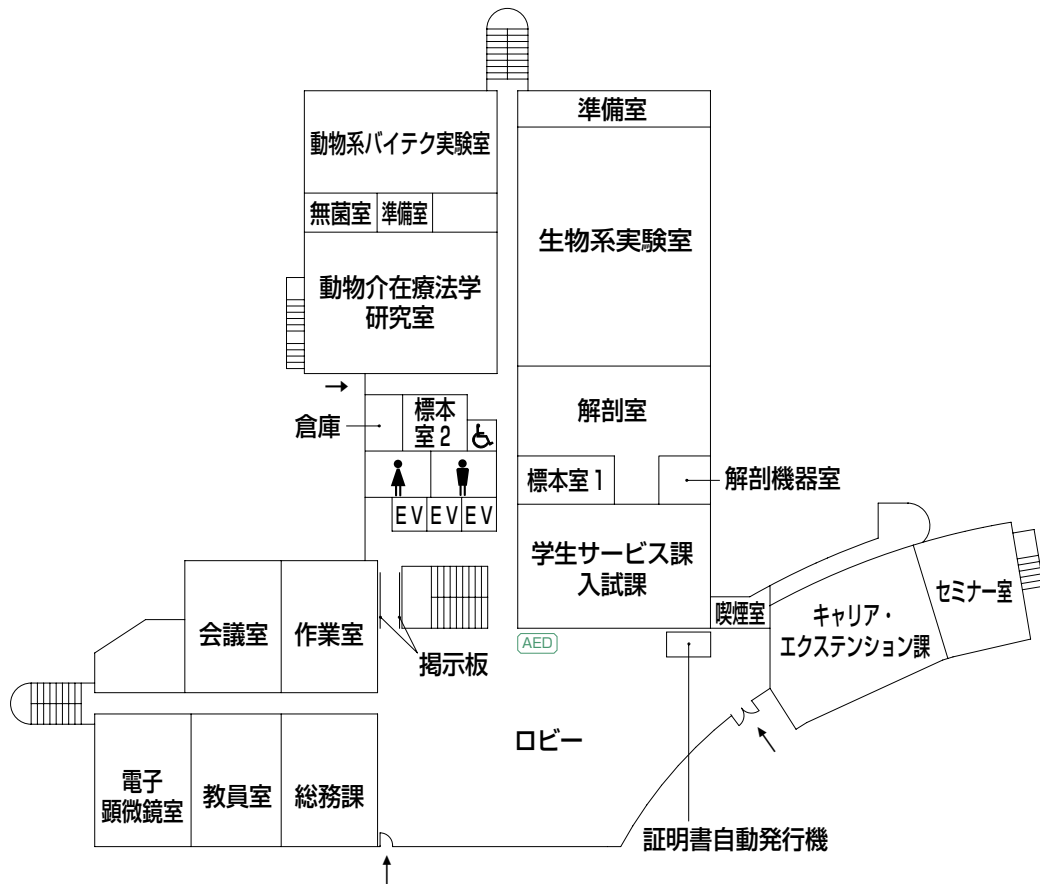 準備室
動物系バイテク実験室
無菌室
準備室
生物系実験室
動物介在療法学
研究室
倉庫
標本
室2
解剖室
標本室1
解剖機器室
EV
EV
EV
学生サービス課
入試課
喫煙室
キャリア・
エクステンション課
セミナー室
会議室
作業室
掲示板
AED
ロビー
電子
顕微鏡室
教員室
総務課
証明書自動発行機